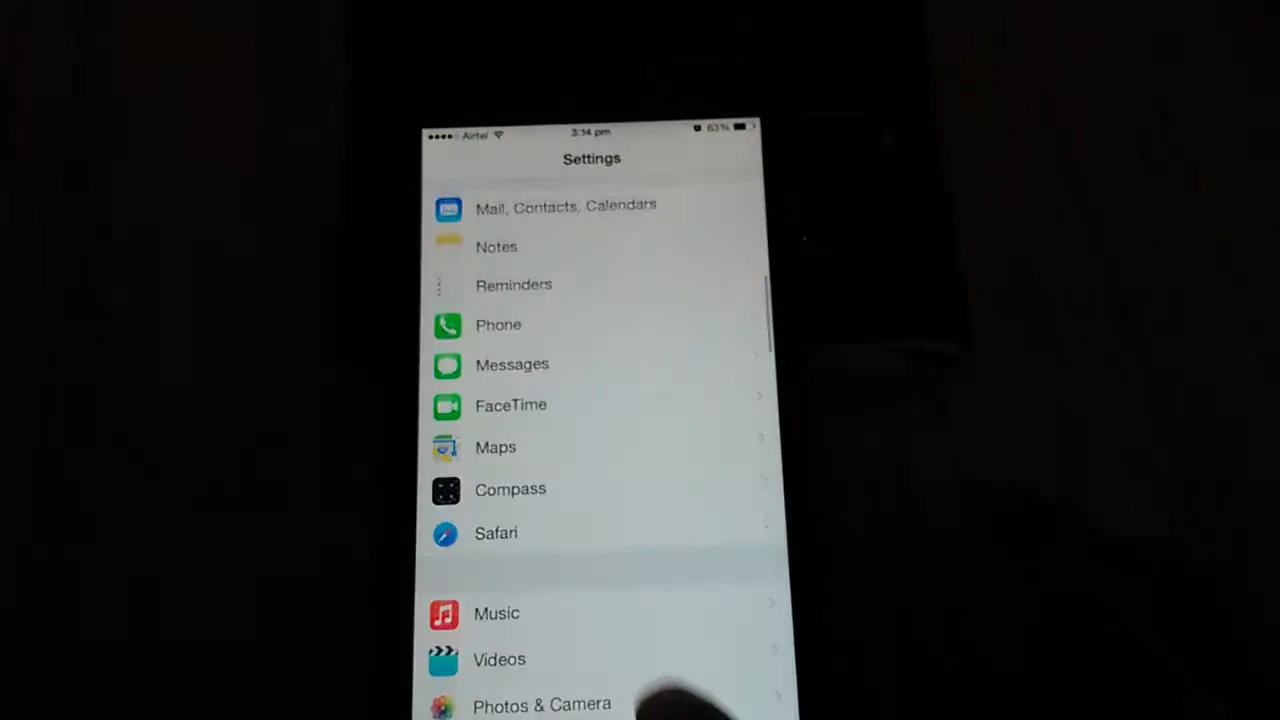 Airtel 3:14 pm 63%
Settings
Mail, Contacts, Calendars
Notes
Reminders
Phone
Messages
FaceTime
Maps
Compass
Safari
Music
Videos
Photos & Camera